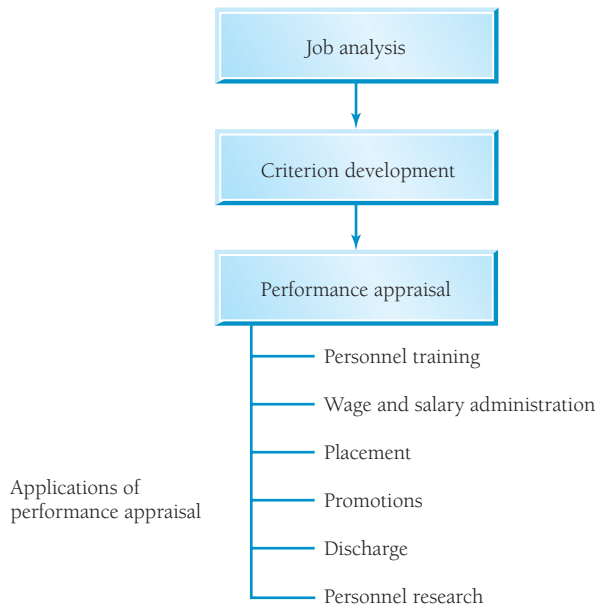 Job analysis
Criterion development
Performance appraisal
Personnel training
Wage and salary administration
Placement
Applications of
performance appraisal
Promotions
Discharge
Personnel research